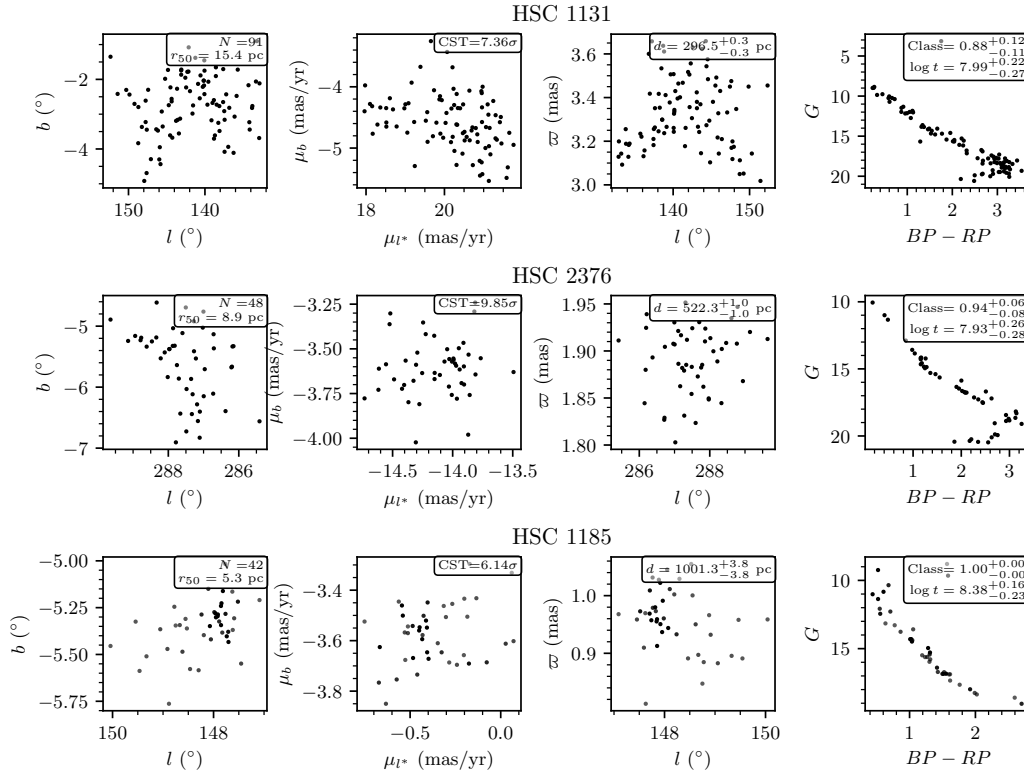 HSC 1131
N =91
r50 = 15.4 pc
CST=7.36σ
d = 296.5 +0.3 −0.3 pc
Class= 0.88 +0.12 −0.11
log t = 7.99 +0.22 −0.27
b (°)
−2
−4
150
140
l (°)
μb (mas/yr)
−4
−5
18
20
μl* (mas/yr)
ϖ (mas)
3.6
3.4
3.2
3.0
140
150
l (°)
G
5
10
15
20
1
2
3
BP − RP
HSC 2376
N =48
r50 = 8.9 pc
CST=9.85σ
d = 522.3 +1.0 −1.0 pc
Class= 0.94 +0.06 −0.08
log t = 7.93 +0.26 −0.28
b (°)
−5
−6
−7
288
286
l (°)
μb (mas/yr)
−3.25
−3.50
−3.75
−4.00
−14.5
−14.0
−13.5
μl* (mas/yr)
ϖ (mas)
1.95
1.90
1.85
1.80
286
288
l (°)
G
10
15
20
1
2
3
BP − RP
HSC 1185
N =42
r50 = 5.3 pc
CST=6.14σ
d = 1001.3 +3.8 −3.8 pc
Class= 1.00 +0.00 −0.00
log t = 8.38 +0.16 −0.23
b (°)
−5.00
−5.25
−5.50
−5.75
150
148
l (°)
μb (mas/yr)
−3.4
−3.6
−3.8
−0.5
0.0
μl* (mas/yr)
ϖ (mas)
1.0
0.9
148
150
l (°)
G
10
15
1
2
BP − RP